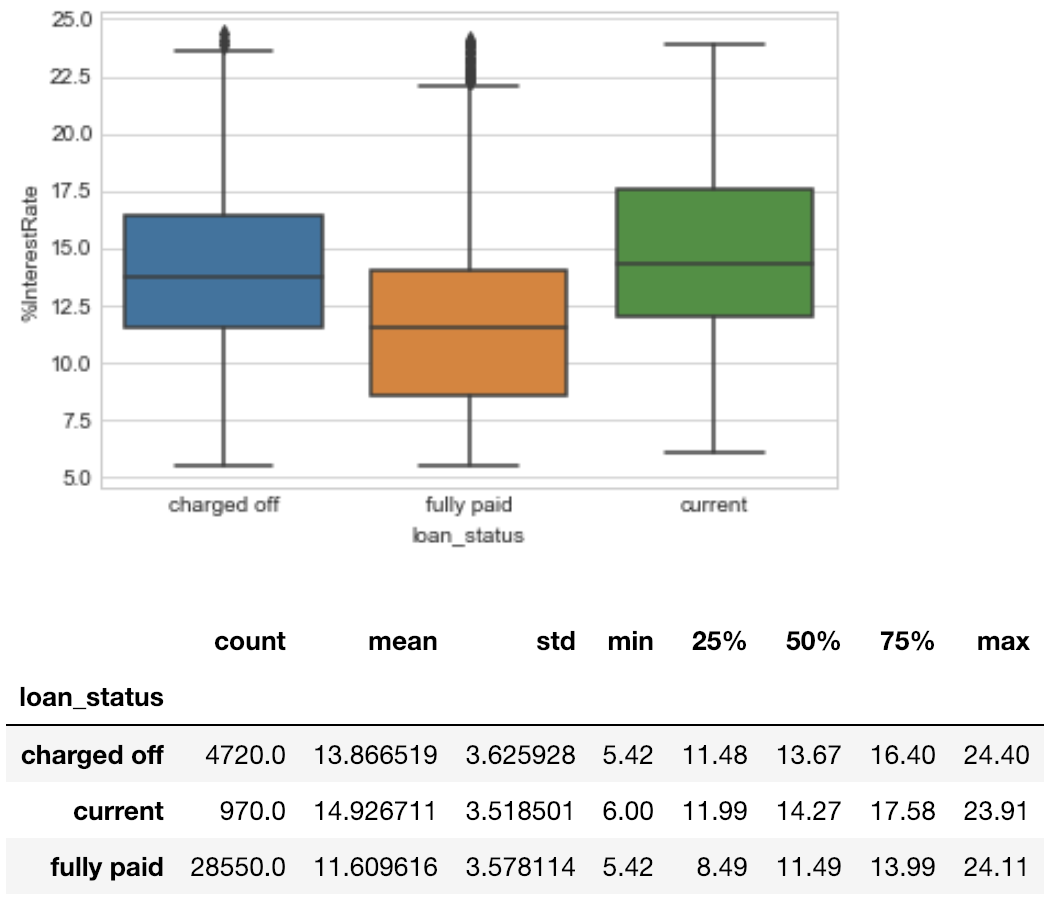 25.0
22.5
20.0
17.5
15.0
12.5
10.0
7.5
5.0
%InterestRate
charged off fully paid current
loan_status
count mean std min 25% 50% 75% max
loan_status
charged off 4720.0 13.866519 3.625928 5.42 11.48 13.67 16.40 24.40
current 970.0 14.926711 3.518501 6.00 11.99 14.27 17.58 23.91
fully paid 28550.0 11.609616 3.578114 5.42 8.49 11.49 13.99 24.11